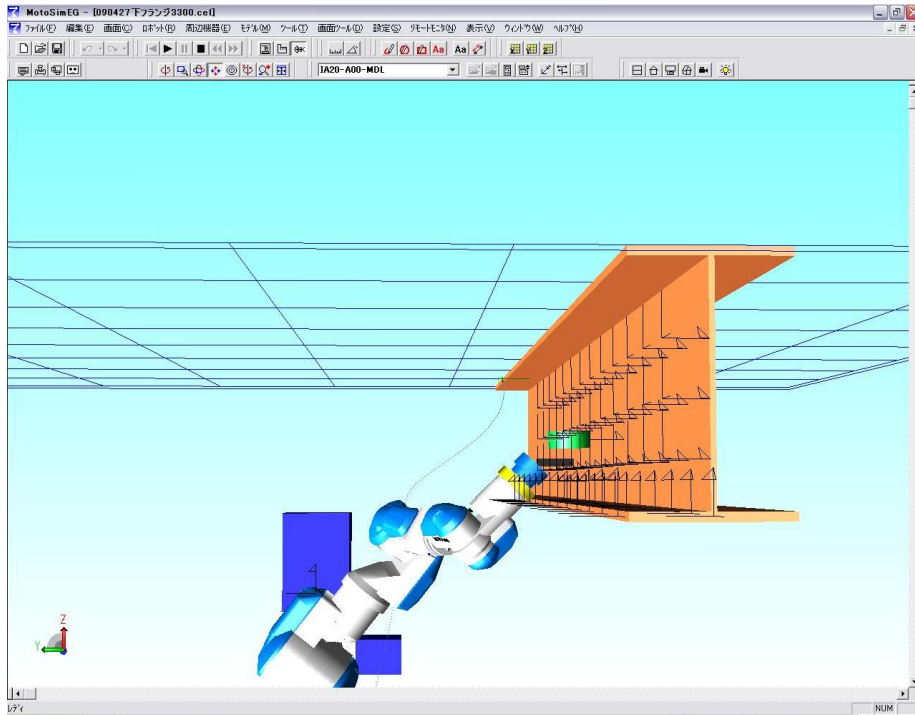 MotoSimEG - [090427下フランジ3300.cel]
ファイル(F) 編集(E) 画面(C) ロボット(R) 周辺機器(E) モデル(M) ツール(T) 画面ツール(D) 設定(S) リモートモニタ(N) 表示(V) ウィンドウ(W) ヘルプ(H)
Aa Aa
IA20-A00-MDL
Z
Y
レディ NUM